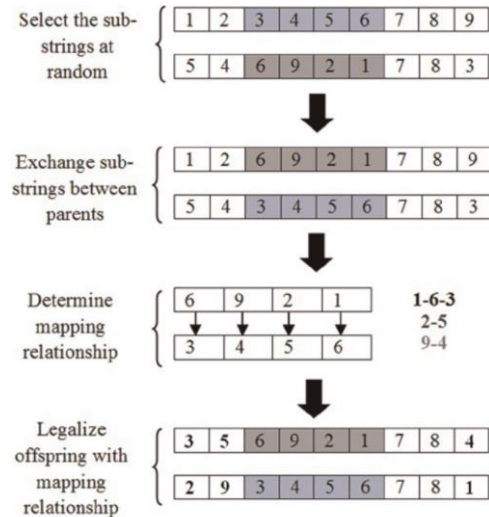 Select the sub-
strings at
random
1 2 3 4 5 6 7 8 9
5 4 6 9 2 1 7 8 3
Exchange sub-
strings between
parents
1 2 6 9 2 1 7 8 9
5 4 3 4 5 6 7 8 3
Determine
mapping
relationship
6 9 2 1
3 4 5 6
1-6-3
2-5
9-4
Legalize
offspring with
mapping
relationship
3 5 6 9 2 1 7 8 4
2 9 3 4 5 6 7 8 1